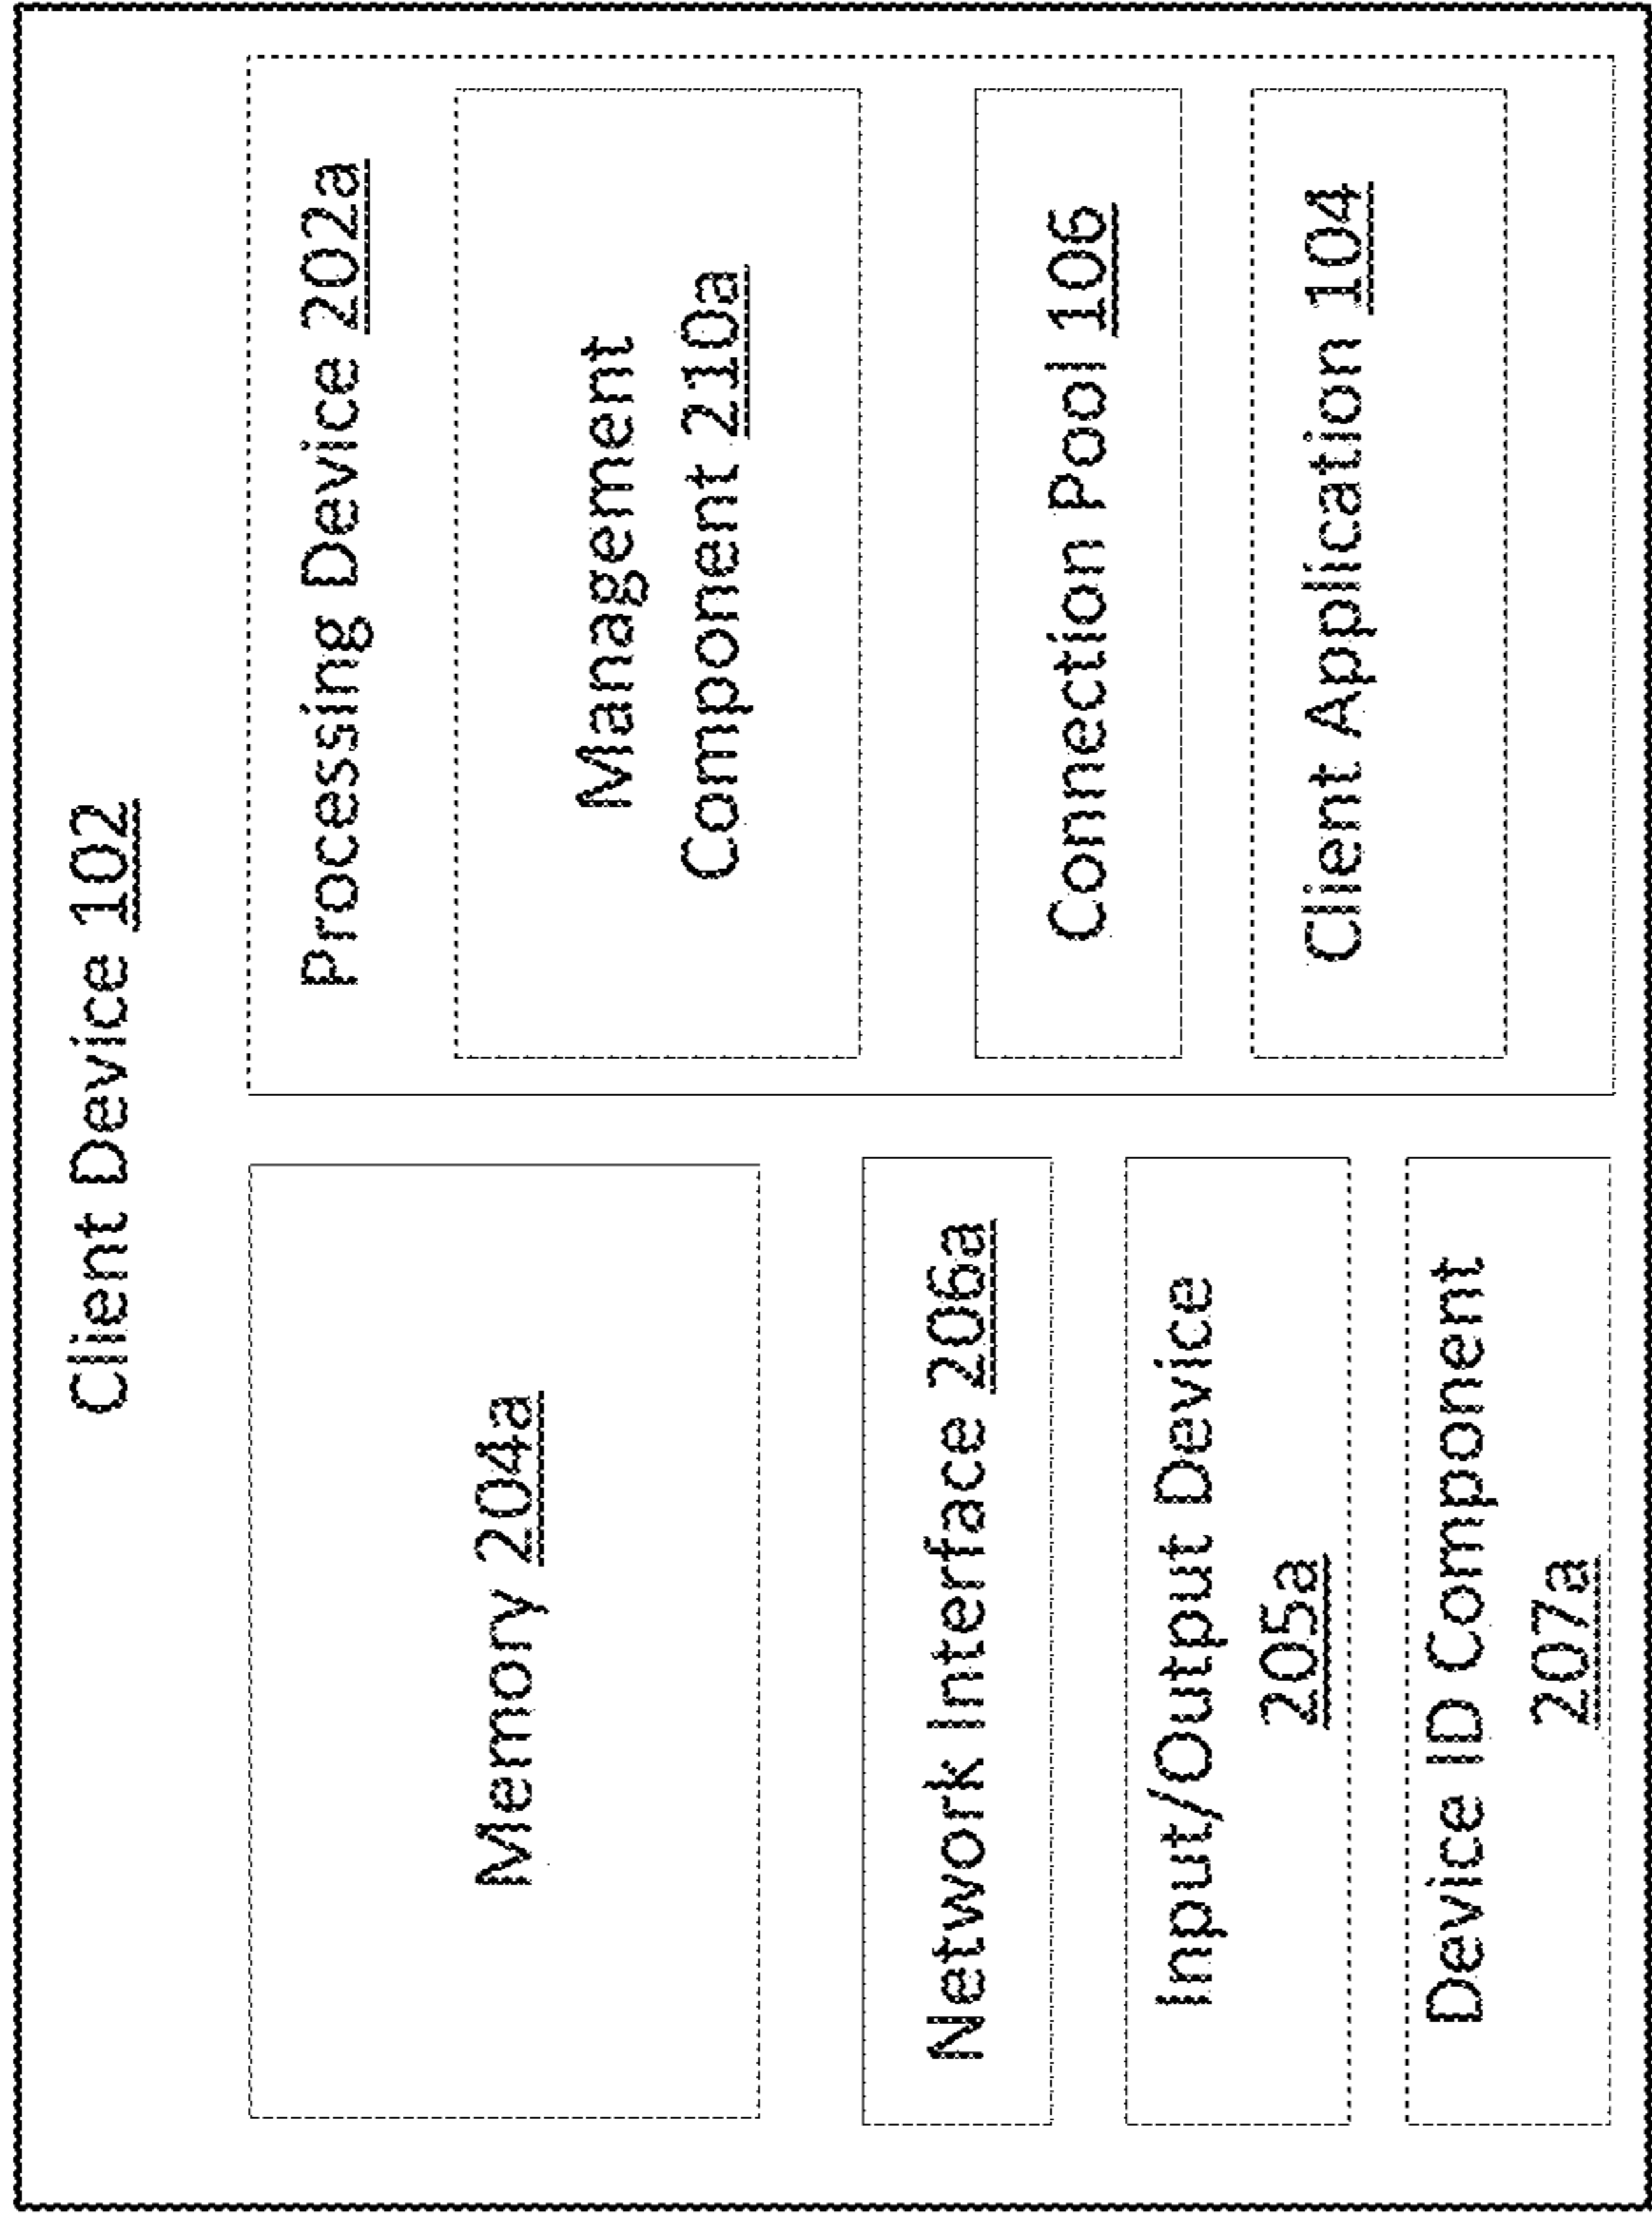 Client Device 102
Memory 204a
Network Interface 206a
Input/Output Device
205a
Device ID Component
207a
Processing Device 202a
Management
Component 210a
Connection Pool 106
Client Application 104